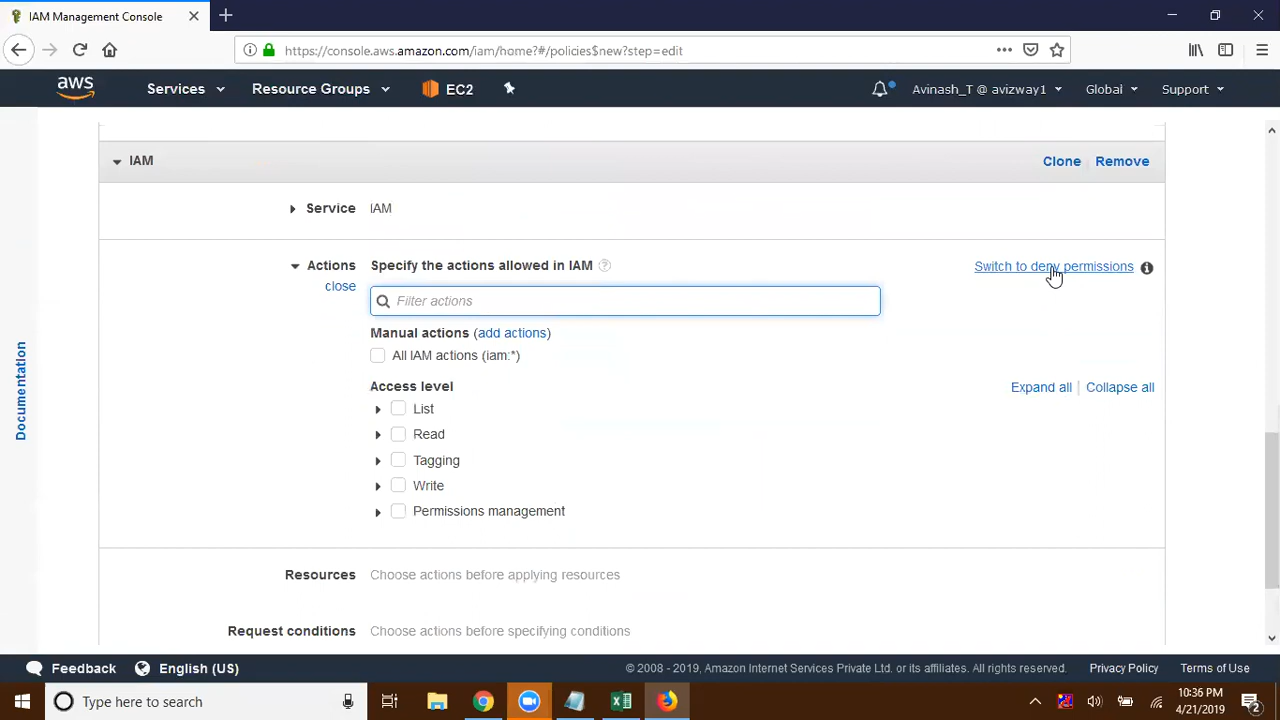 IAM Management Console
https://console.aws.amazon.com/iam/home?#/policies$new?step=edit
aws Services Resource Groups EC2 Avinash_T @ avizway1 Global Support
IAM Clone Remove
Service IAM
Actions Specify the actions allowed in IAM ? Switch to deny permissions
close Filter actions
Manual actions (add actions)
All IAM actions (iam:*)
Access level Expand all Collapse all
List
Read
Tagging
Write
Permissions management
Resources Choose actions before applying resources
Request conditions Choose actions before specifying conditions
Documentation
Feedback English (US) © 2008 - 2019, Amazon Internet Services Private Ltd. or its affiliates. All rights reserved. Privacy Policy Terms of Use
Type here to search 10:36 PM
4/21/2019 2